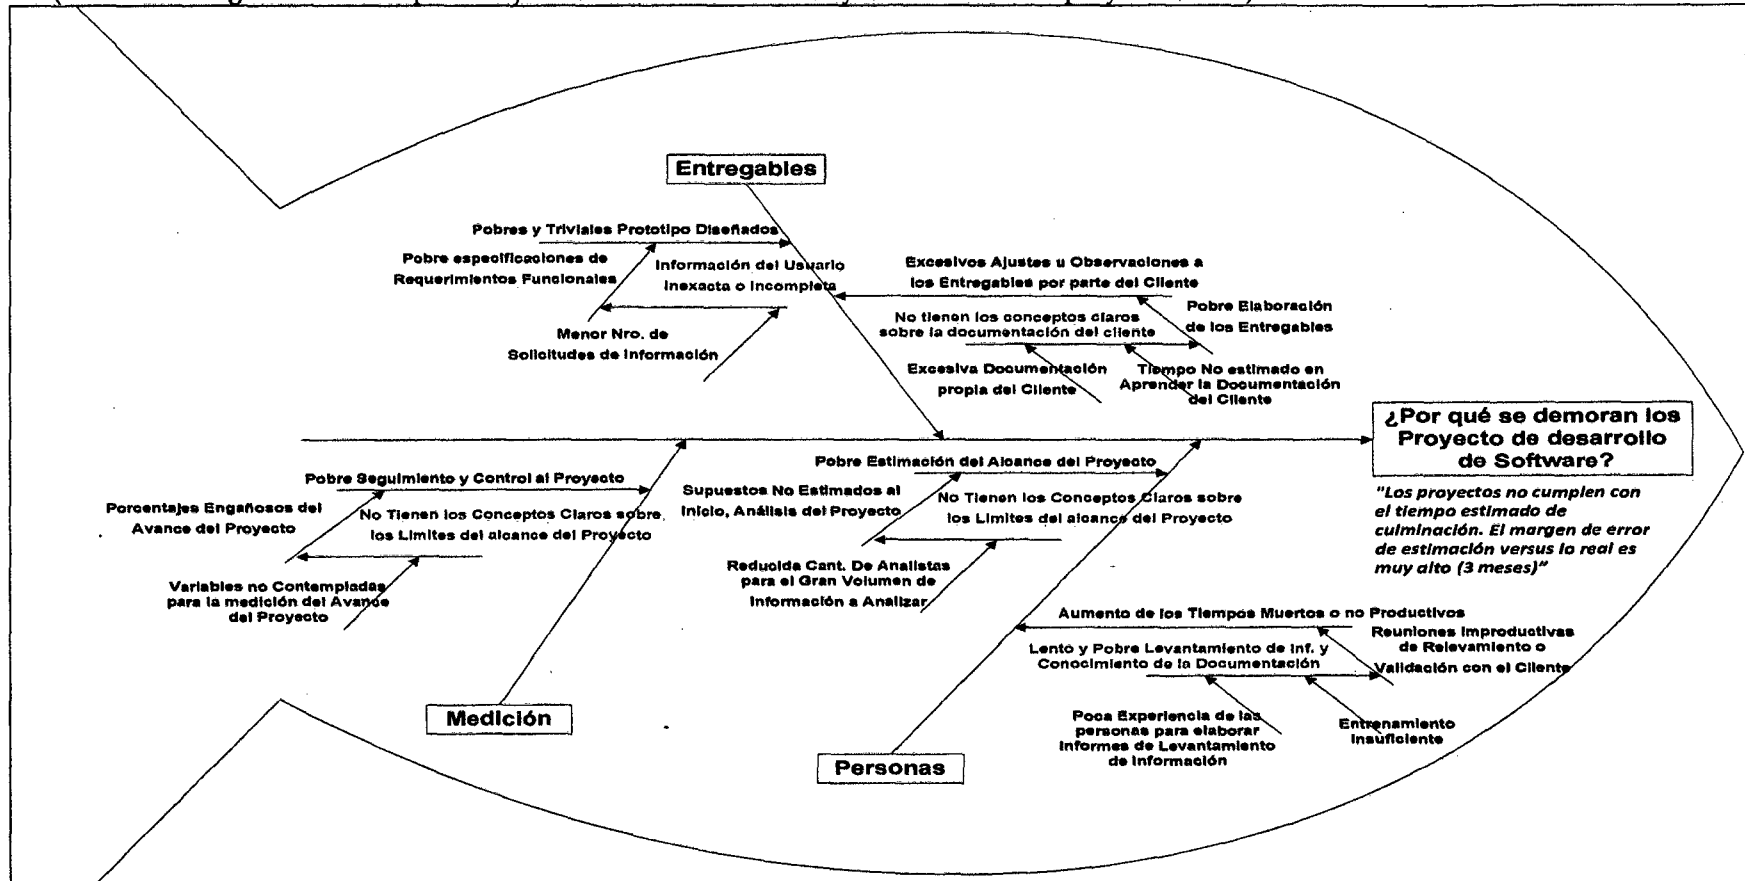 Entregables
Pobres y Triviales Prototipo Diseñados
Pobre especificaciones de
Requerimientos Funcionales
Información del Usuario
Inexacta o Incompleta
Menor Nro. de
Solicitudes de Información
Excesivos Ajustes u Observaciones a
los Entregables por parte del Cliente
Pobre Elaboración
de los Entregables
No tienen los conceptos claros
sobre la documentación del cliente
Excesiva Documentación
propia del Cliente
Tiempo No estimado en
Aprender la Documentación
del Cliente
¿Por qué se demoran los
Proyecto de desarrollo
de Software?
"Los proyectos no cumplen con
el tiempo estimado de
culminación. El margen de error
de estimación versus lo real es
muy alto (3 meses)"
Pobre Seguimiento y Control al Proyecto
Porcentajes Engañosos del
Avance del Proyecto
No Tienen los Conceptos Claros sobre
los Limites del alcance del Proyecto
Variables no Contempladas
para la medición del Avance
del Proyecto
Medición
Pobre Estimación del Alcance del Proyecto
Supuestos No Estimados al
Inicio, Análisis del Proyecto
No Tienen los Conceptos Claros sobre
los Limites del alcance del Proyecto
Reducida Cant. De Analistas
para el Gran Volumen de
Información a Analizar
Aumento de los Tiempos Muertos o no Productivos
Reuniones Improductivas
de Relevamiento o
Validación con el Cliente
Lento y Pobre Levantamiento de Inf. y
Conocimiento de la Documentación
Poca Experiencia de las
personas para elaborar
Informes de Levantamiento
de Información
Entrenamiento
Insuficiente
Personas